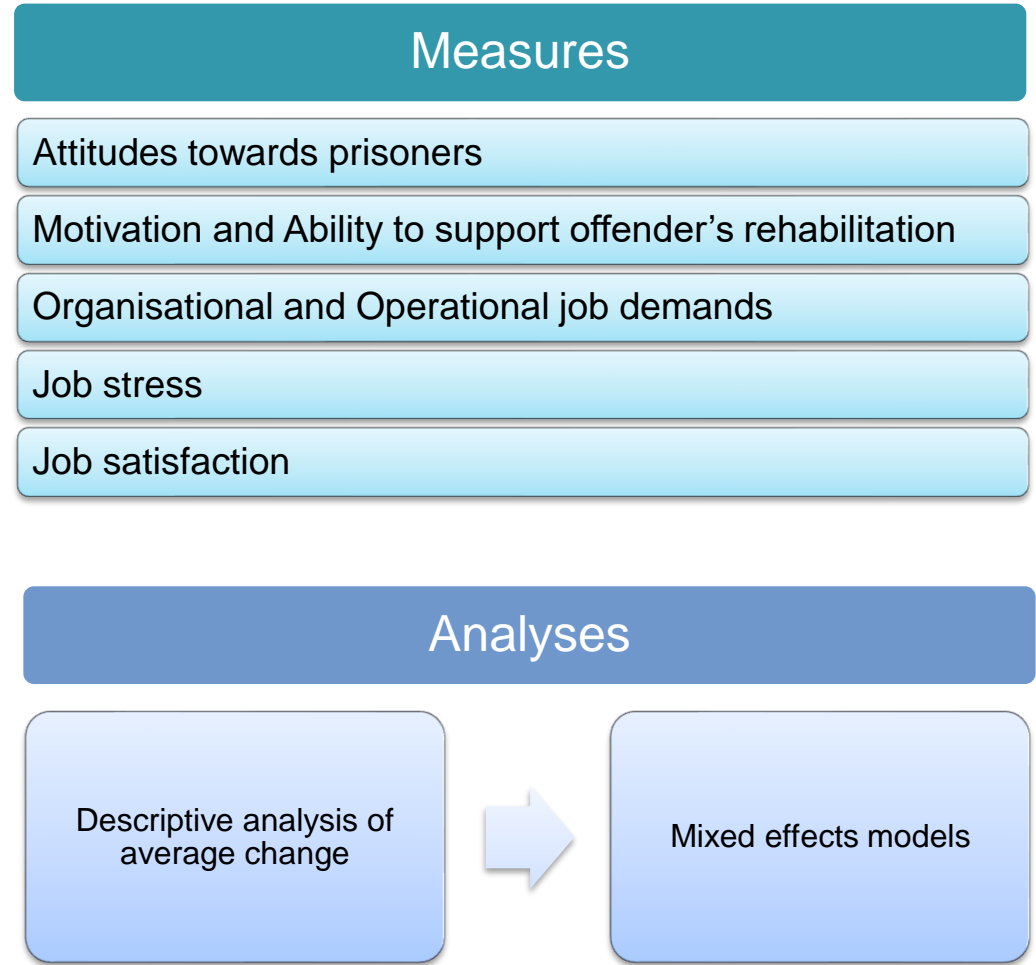 Measures
Attitudes towards prisoners
Motivation and Ability to support offender’s rehabilitation
Organisational and Operational job demands
Job stress
Job satisfaction
Analyses
Descriptive analysis of
average change
Mixed effects models